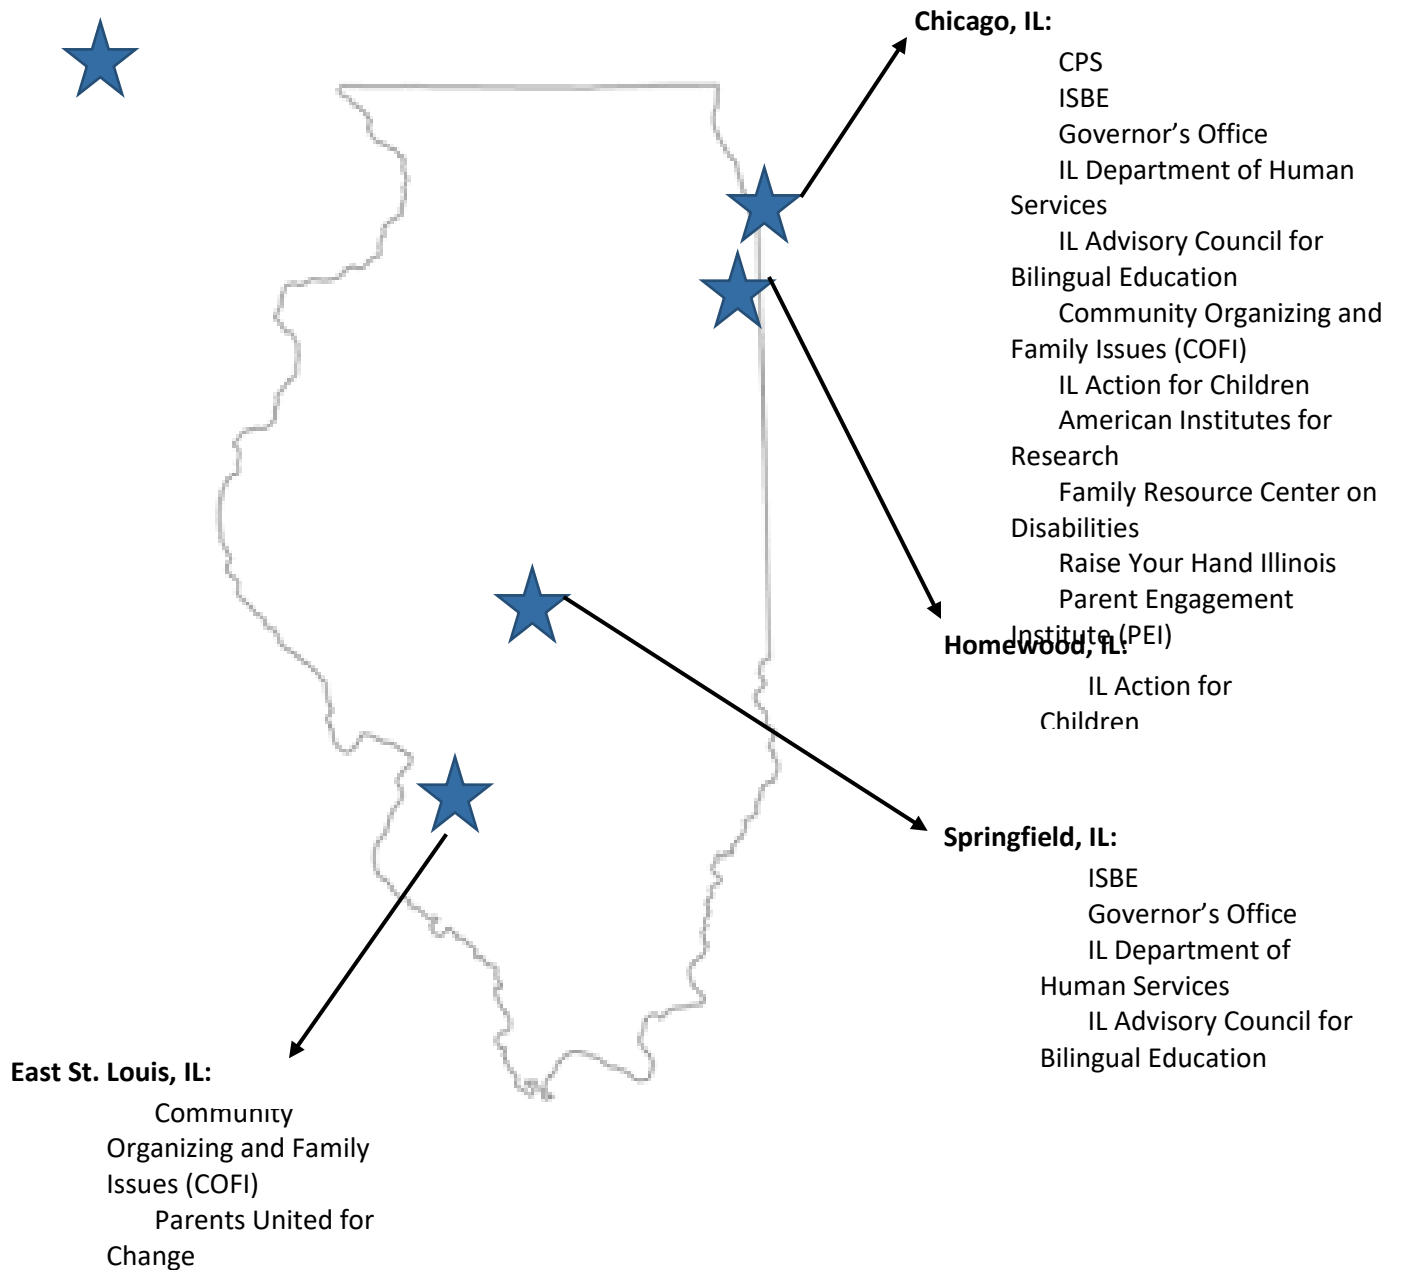 Chicago, IL:
CPS
ISBE
Governor’s Office
IL Department of Human
Services
IL Advisory Council for
Bilingual Education
Community Organizing and
Family Issues (COFI)
IL Action for Children
American Institutes for
Research
Family Resource Center on
Disabilities
Raise Your Hand Illinois
Parent Engagement
Institute (PEI)
Homewood, IL:
IL Action for
Children
Springfield, IL:
ISBE
Governor’s Office
IL Department of
Human Services
IL Advisory Council for
Bilingual Education
East St. Louis, IL:
Community
Organizing and Family
Issues (COFI)
Parents United for
Change